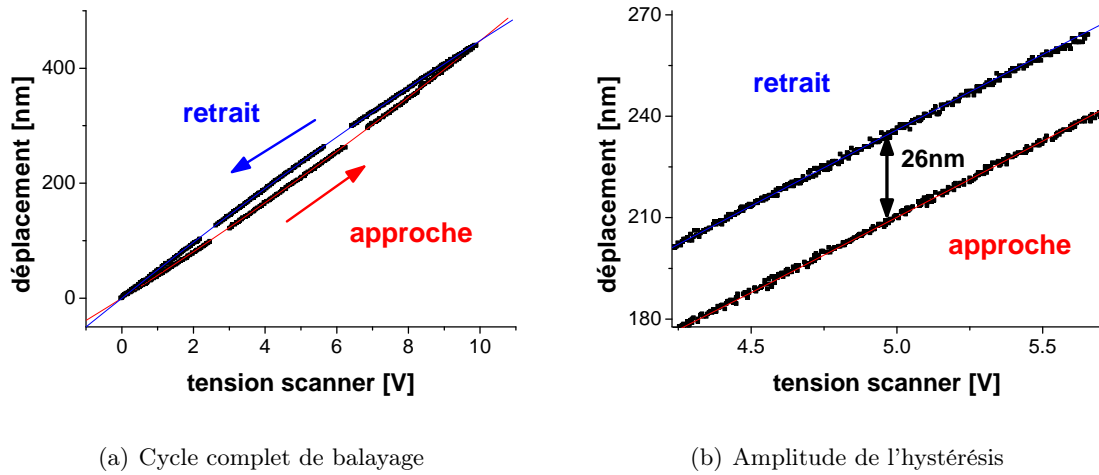 (a)
400
200
0
déplacement [nm]
retrait
approche
0 2 4 6 8 10
tension scanner [V]
(b)
270
240
210
180
déplacement [nm]
retrait
26nm
approche
4.5 5.0 5.5
tension scanner [V]
(a) Cycle complet de balayage
(b) Amplitude de l'hystérésis